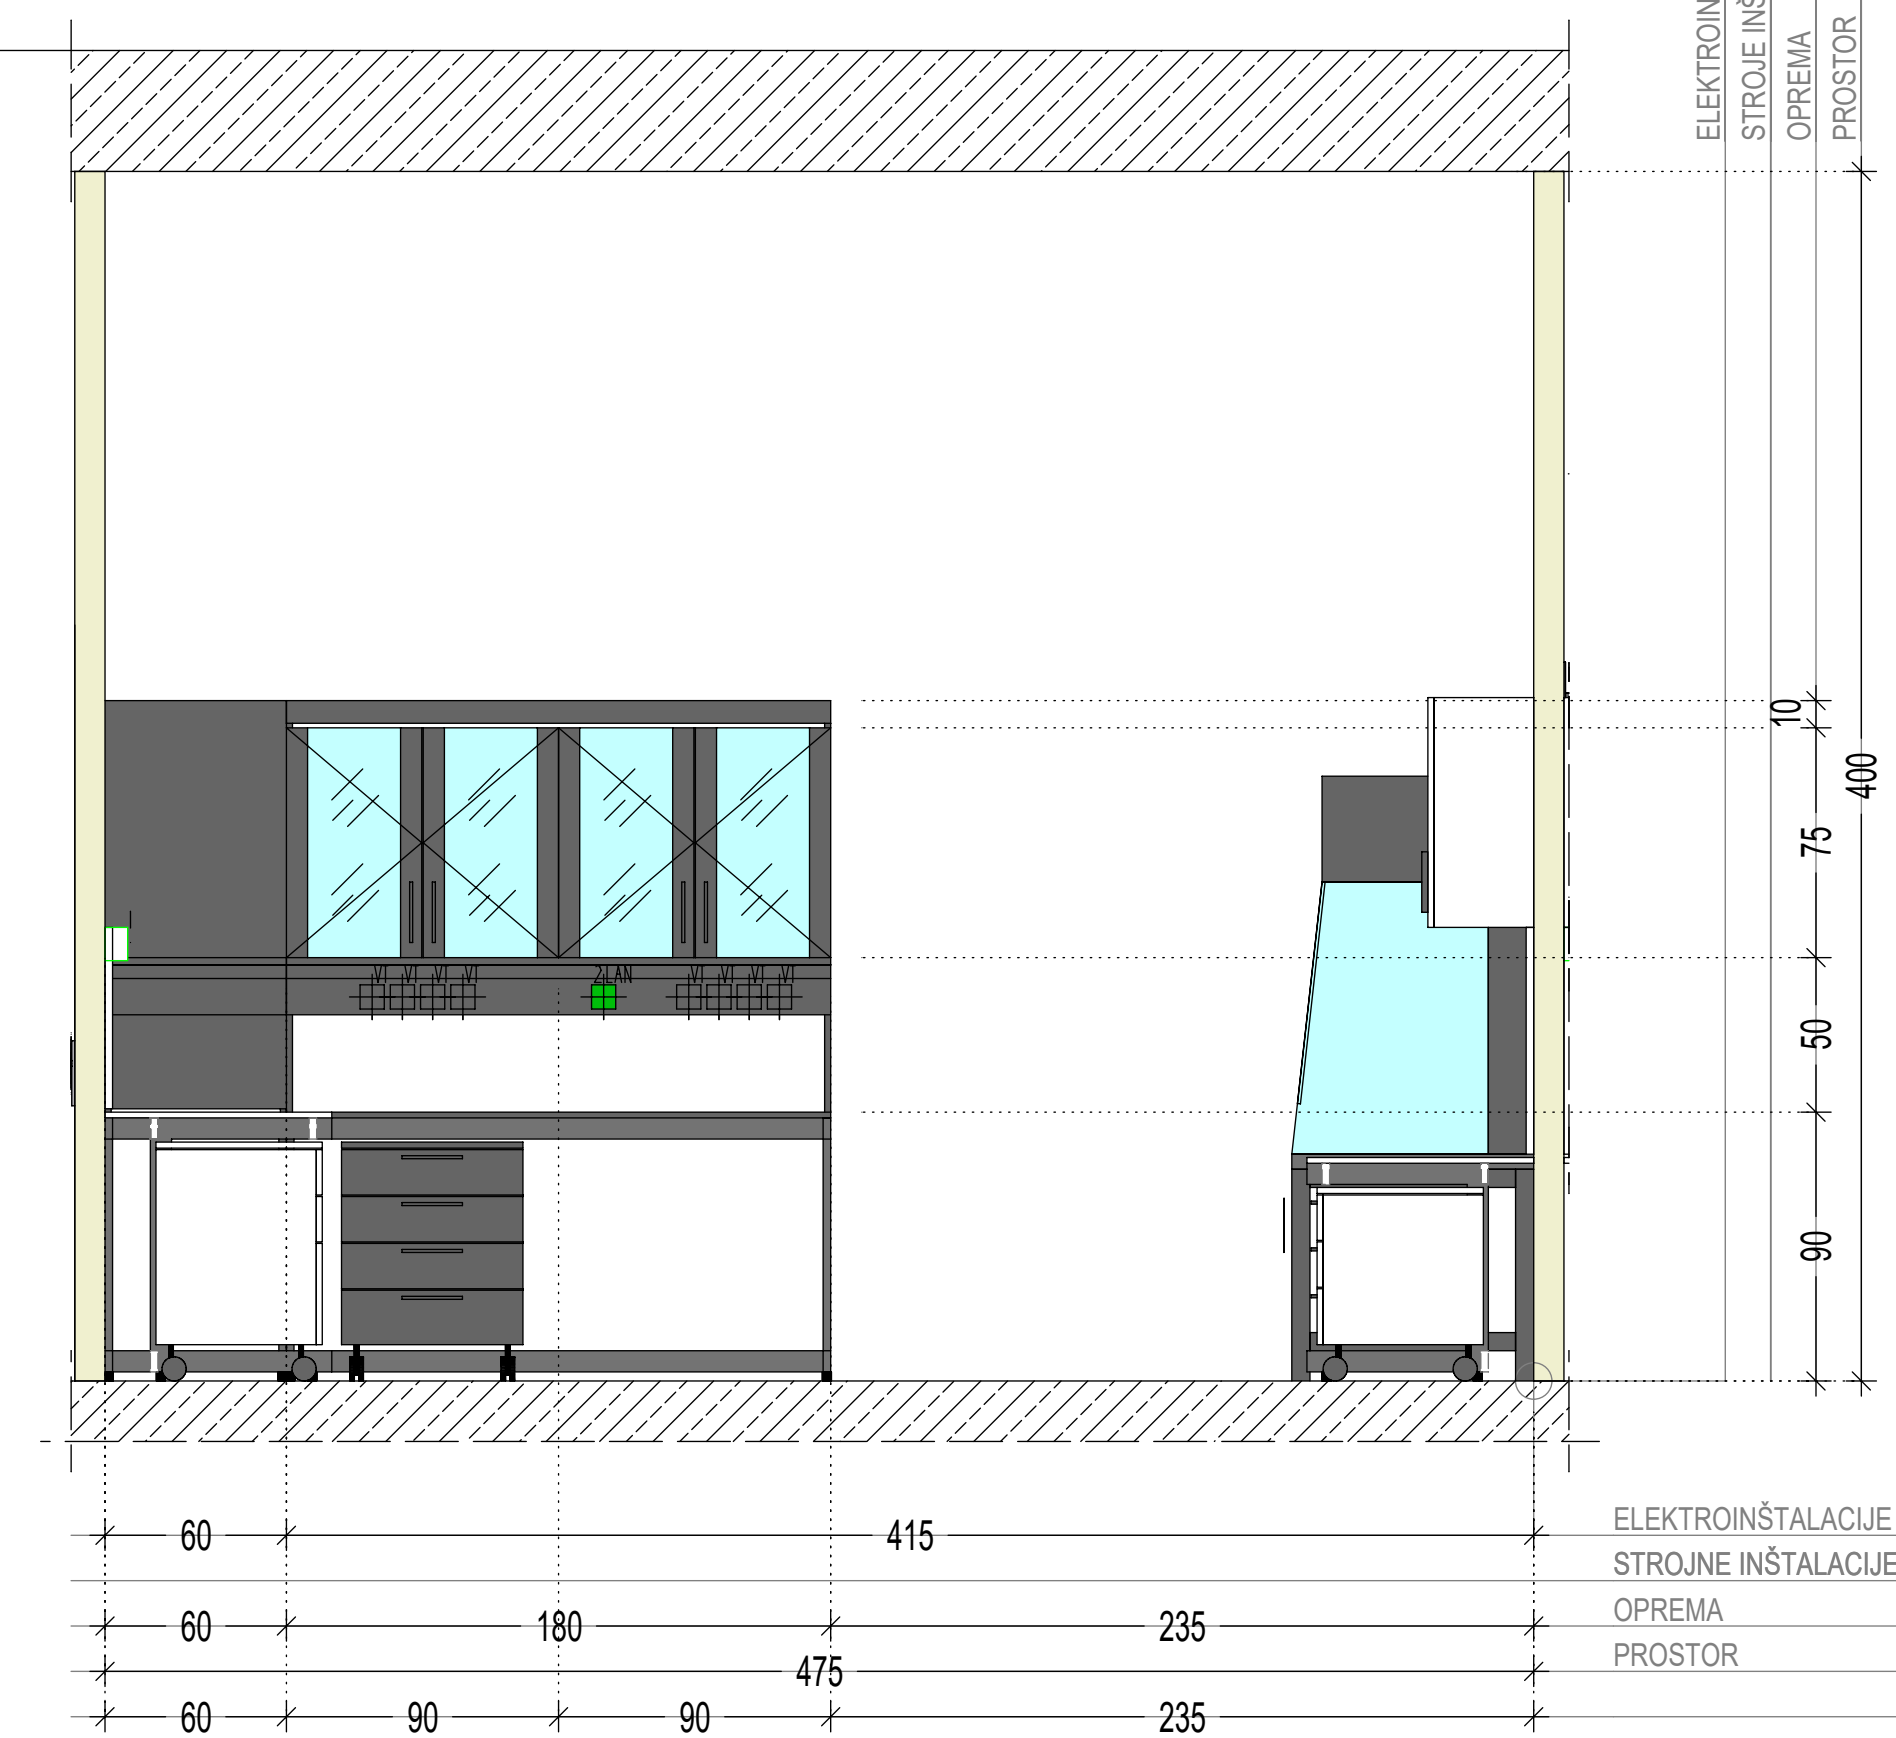 ELEKTROIN
STROJE INŠ
OPREMA
PROSTOR
10
400
75
50
90
VT VT VT VT 2LAN VT VT VT VT
60 415
ELEKTROINŠTALACIJE
STROJNE INŠTALACIJE
60 180 235
OPREMA
475
PROSTOR
60 90 90 235